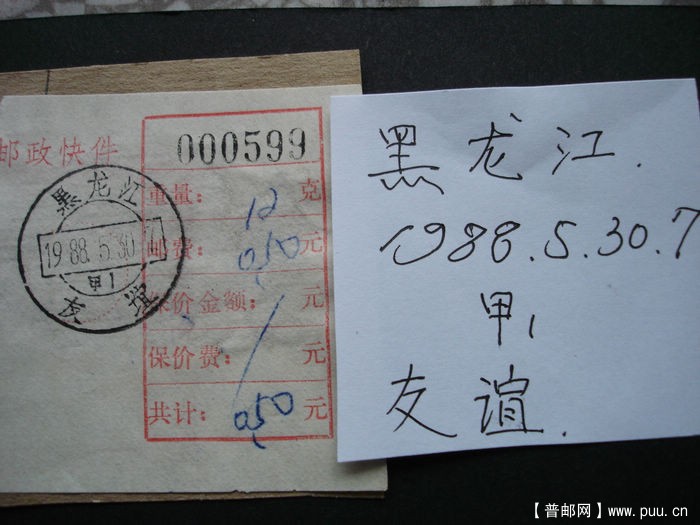 邮政快件
000599
重量： 12 克
邮费： 0.50 元
保价金额： 元
保价费： 元
共计： 0.50 元
黑龙江
1988.5.30
甲1
友谊
黑龙江.
1988.5.30.7
甲1
友谊.
【普邮网】www.puu.cn